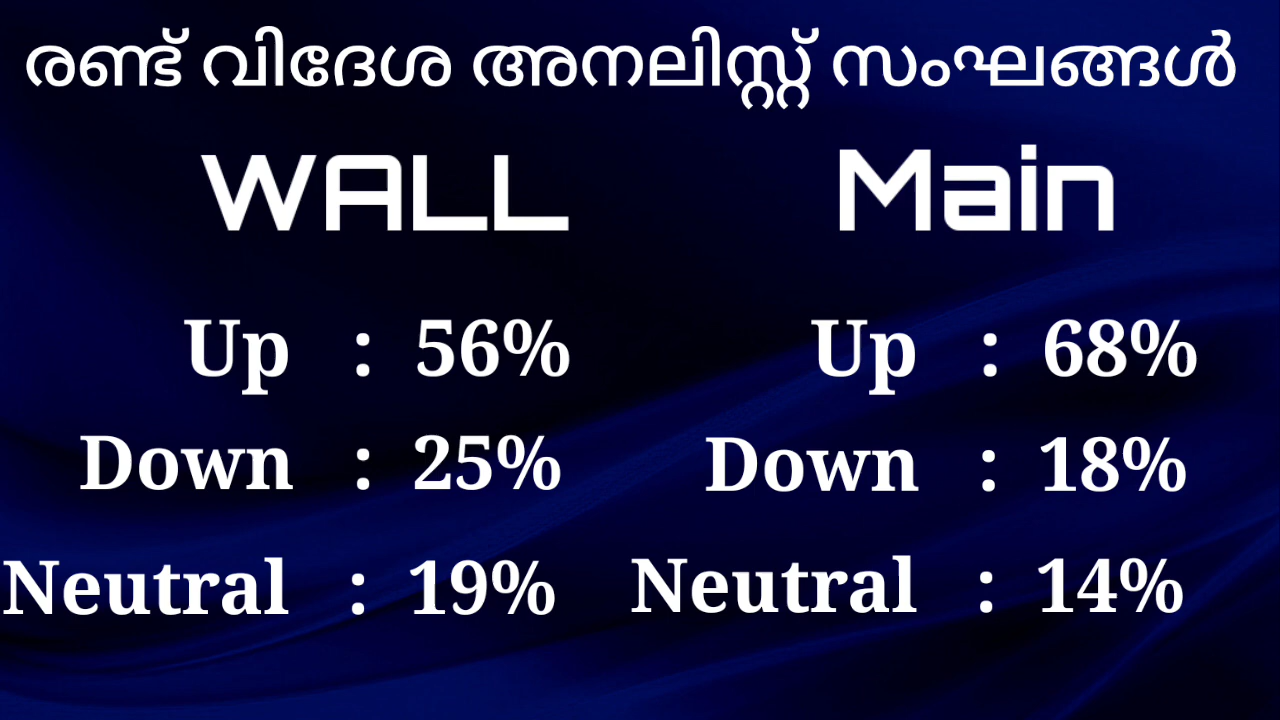 രണ്ട് വിദേശ അനലിസ്റ്റ് സംഘങ്ങൾ
WALL Main
Up : 56% Up : 68%
Down : 25% Down : 18%
Neutral : 19% Neutral : 14%